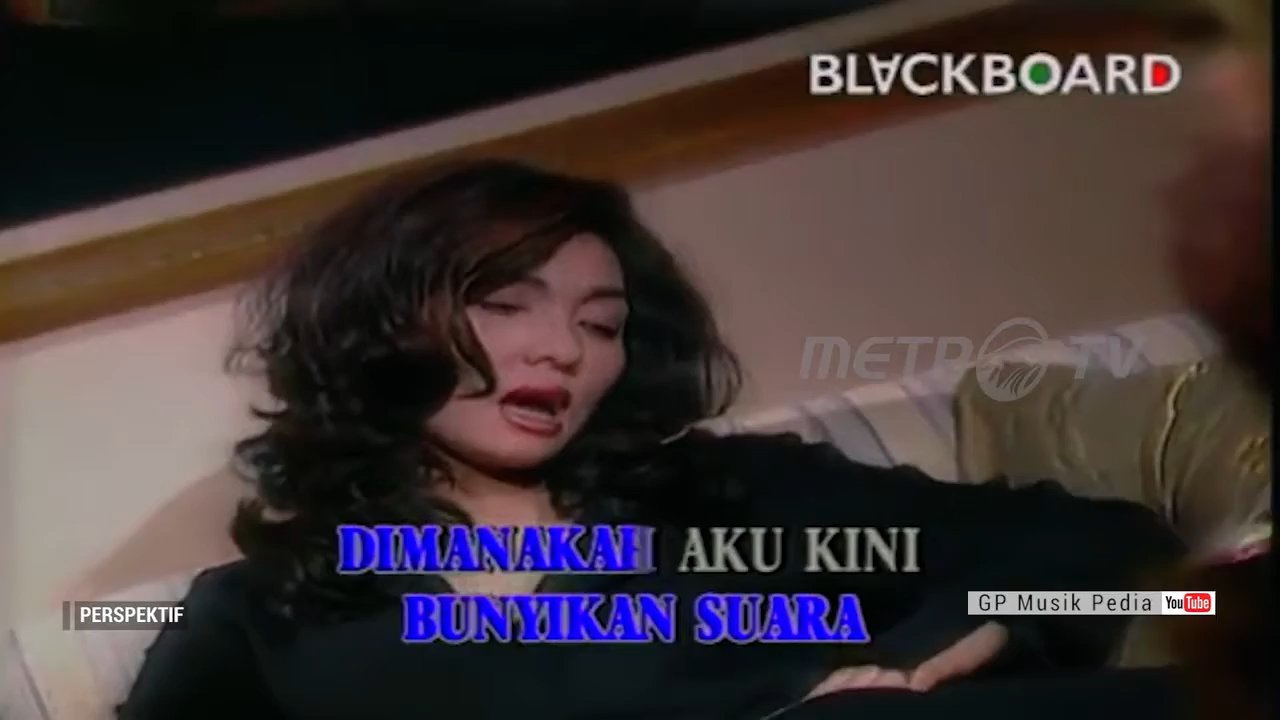 BLACKBOARD
METRO TV
DIMANAKAH AKU KINI
BUNYIKAN SUARA
GP Musik Pedia YouTube
PERSPEKTIF